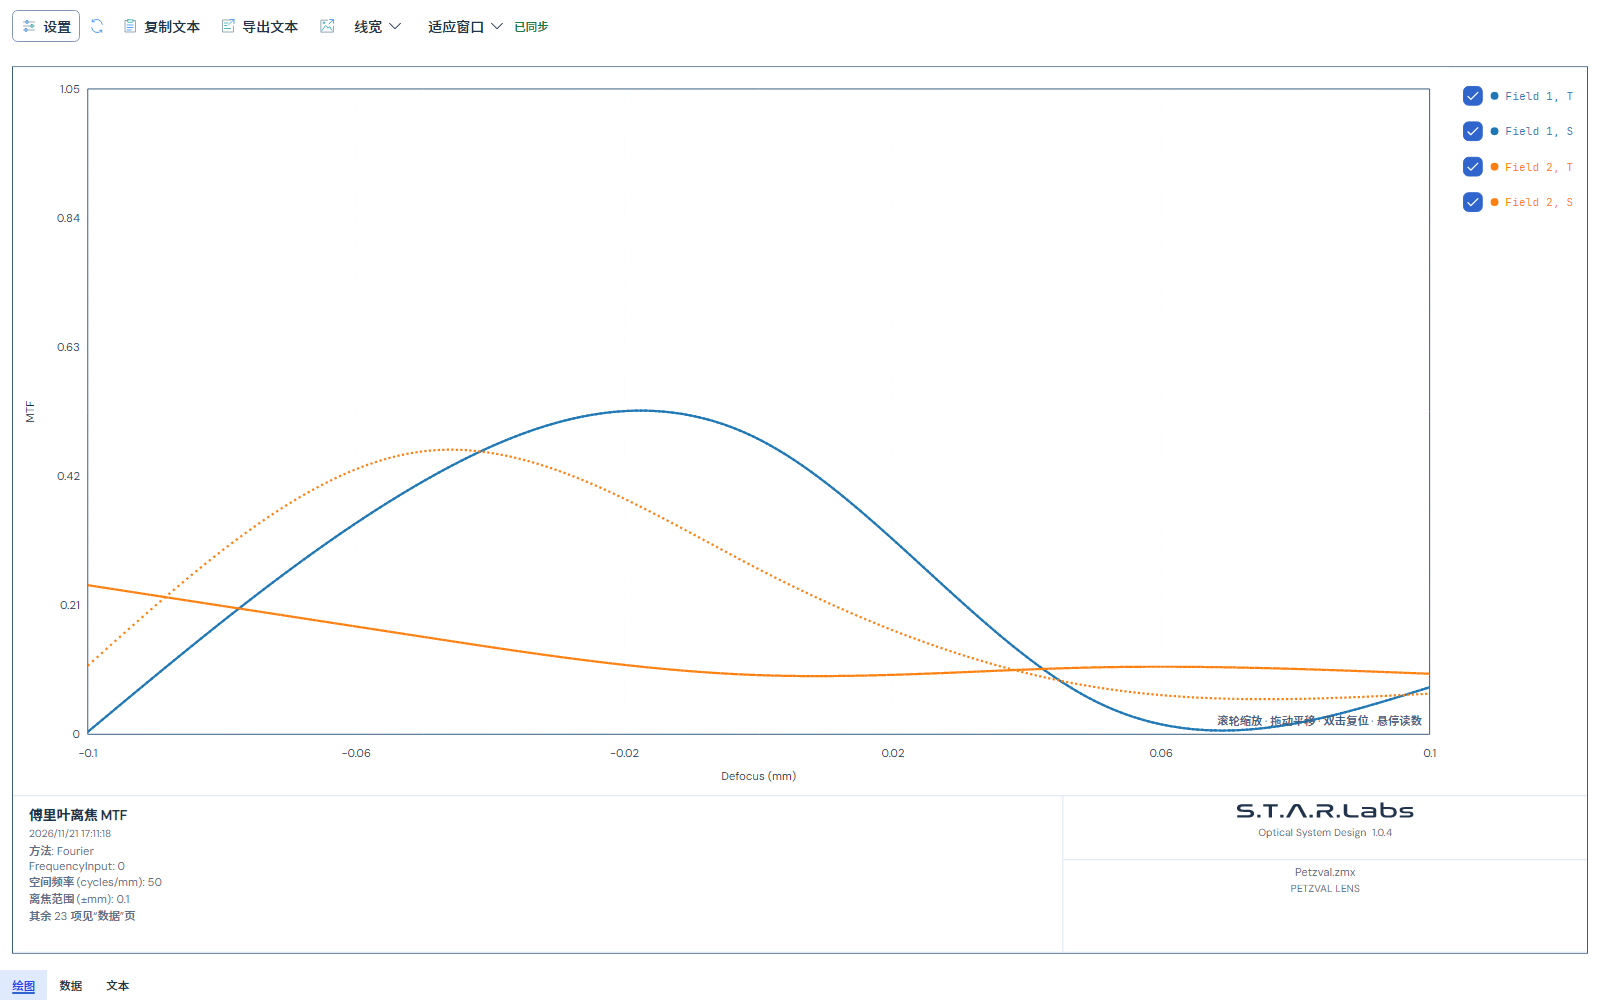 设置 复制文本 导出文本 线宽 适应窗口 已同步
1.05
0.84
0.63
0.42
0.21
0
MTF
-0.1 -0.06 -0.02 0.02 0.06 0.1
Defocus (mm)
滚轮缩放 · 拖动平移 · 双击复位 · 悬停读数
Field 1, T
Field 1, S
Field 2, T
Field 2, S
傅里叶离焦 MTF
2026/11/21 17:11:18
方法: Fourier
FrequencyInput: 0
空间频率 (cycles/mm): 50
离焦范围 (±mm): 0.1
其余 23 项见“数据”页
S.T.A.R.Labs
Optical System Design 1.0.4
Petzval.zmx
PETZVAL LENS
绘图 数据 文本